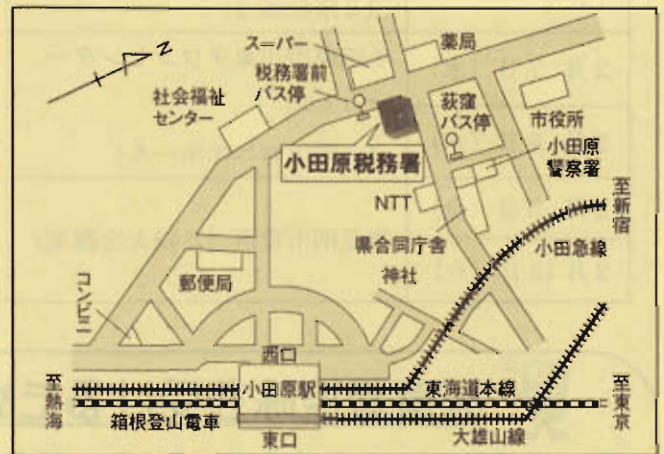 N
スーパー
薬局
税務署前
バス停
社会福祉
センター
荻窪
バス停
市役所
小田原税務署
小田原
警察署
NTT
至新宿
県合同庁舎
小田急線
神社
コンビニ
郵便局
西口
至熱海
小田原駅
東海道本線
至東京
箱根登山電車
東口
大雄山線